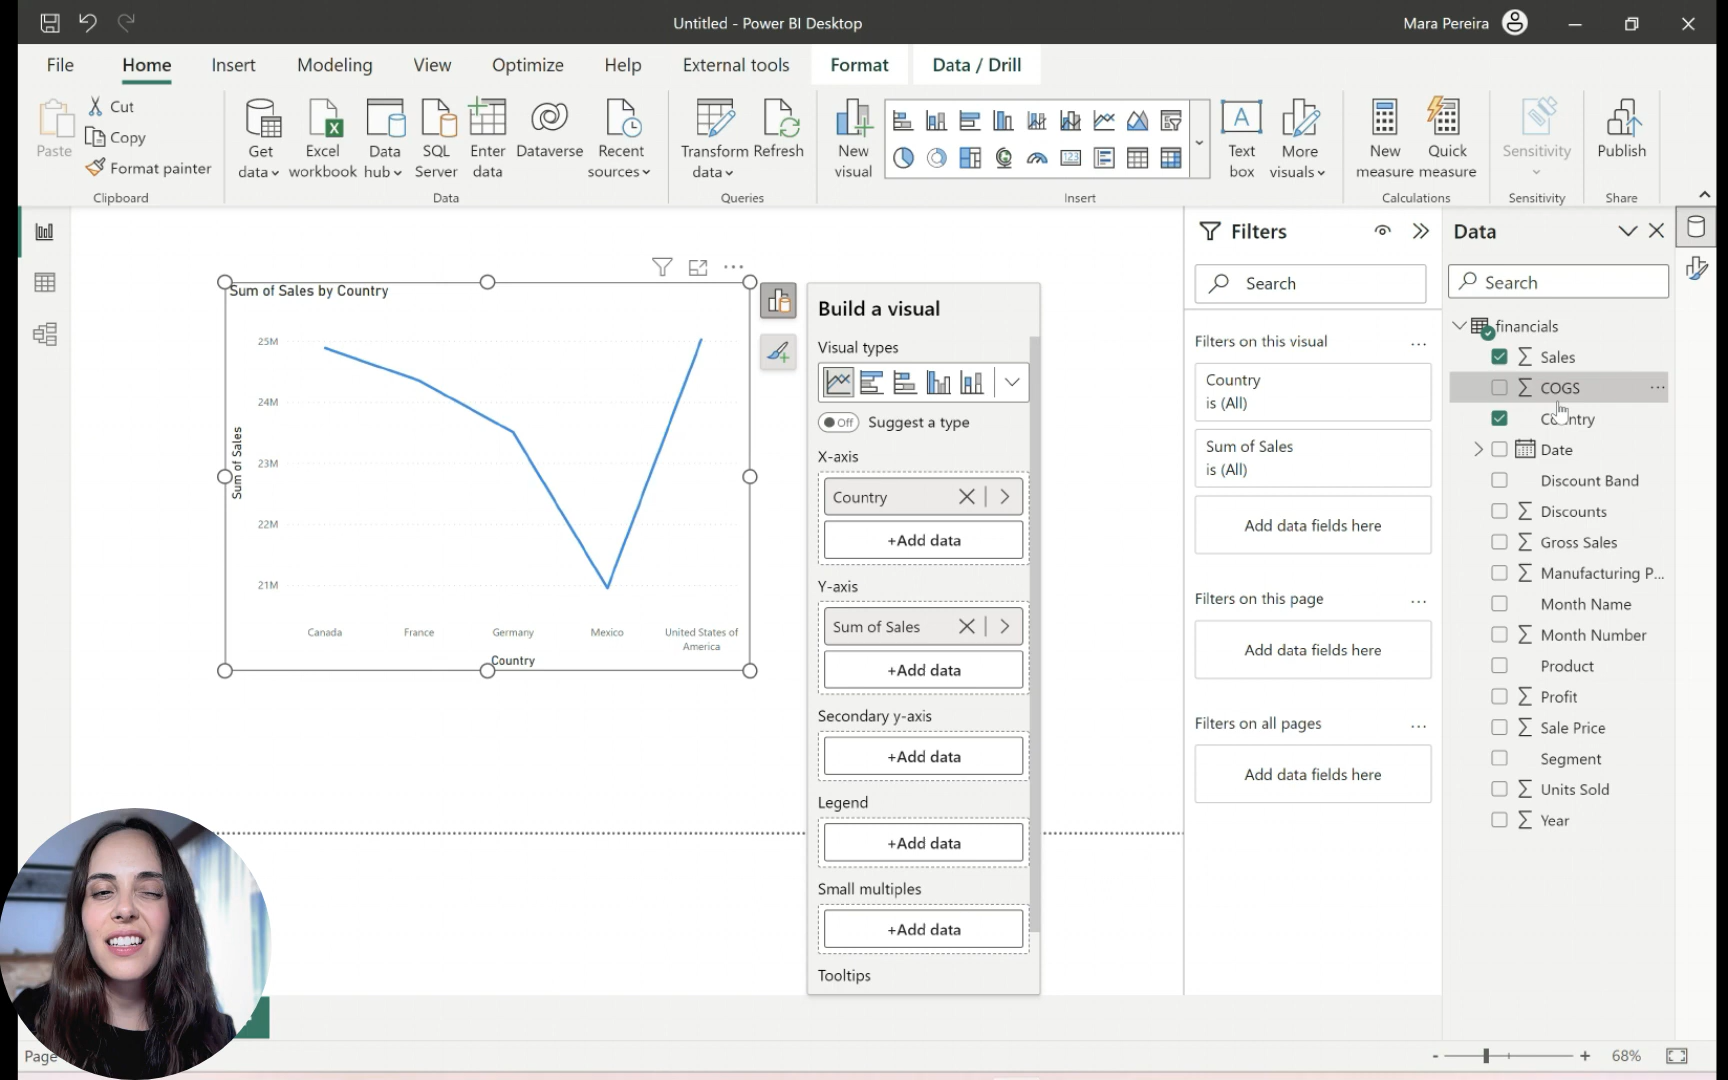 Untitled - Power BI Desktop
Mara Pereira
File
Home
Insert
Modeling
View
Optimize
Help
External tools
Format
Data / Drill
Paste
Cut
Copy
Format painter
Clipboard
Get data
Excel workbook
Data hub
SQL Server
Enter data
Dataverse
Recent sources
Data
Transform data
Refresh
Queries
New visual
123
A
Text box
More visuals
Insert
New measure
Quick measure
Calculations
Sensitivity
Sensitivity
Publish
Share
Sum of Sales by Country
25M
24M
23M
22M
21M
Sum of Sales
Canada
France
Germany
Mexico
United States of
America
Country
Build a visual
Visual types
Off
Suggest a type
X-axis
Country
+Add data
Y-axis
Sum of Sales
+Add data
Secondary y-axis
+Add data
Legend
+Add data
Small multiples
+Add data
Tooltips
Filters
Search
Filters on this visual
Country
is (All)
Sum of Sales
is (All)
Add data fields here
Filters on this page
Add data fields here
Filters on all pages
Add data fields here
Data
Search
financials
Sales
COGS
Country
Date
Discount Band
Discounts
Gross Sales
Manufacturing P...
Month Name
Month Number
Product
Profit
Sale Price
Segment
Units Sold
Year
Page
- + 68%